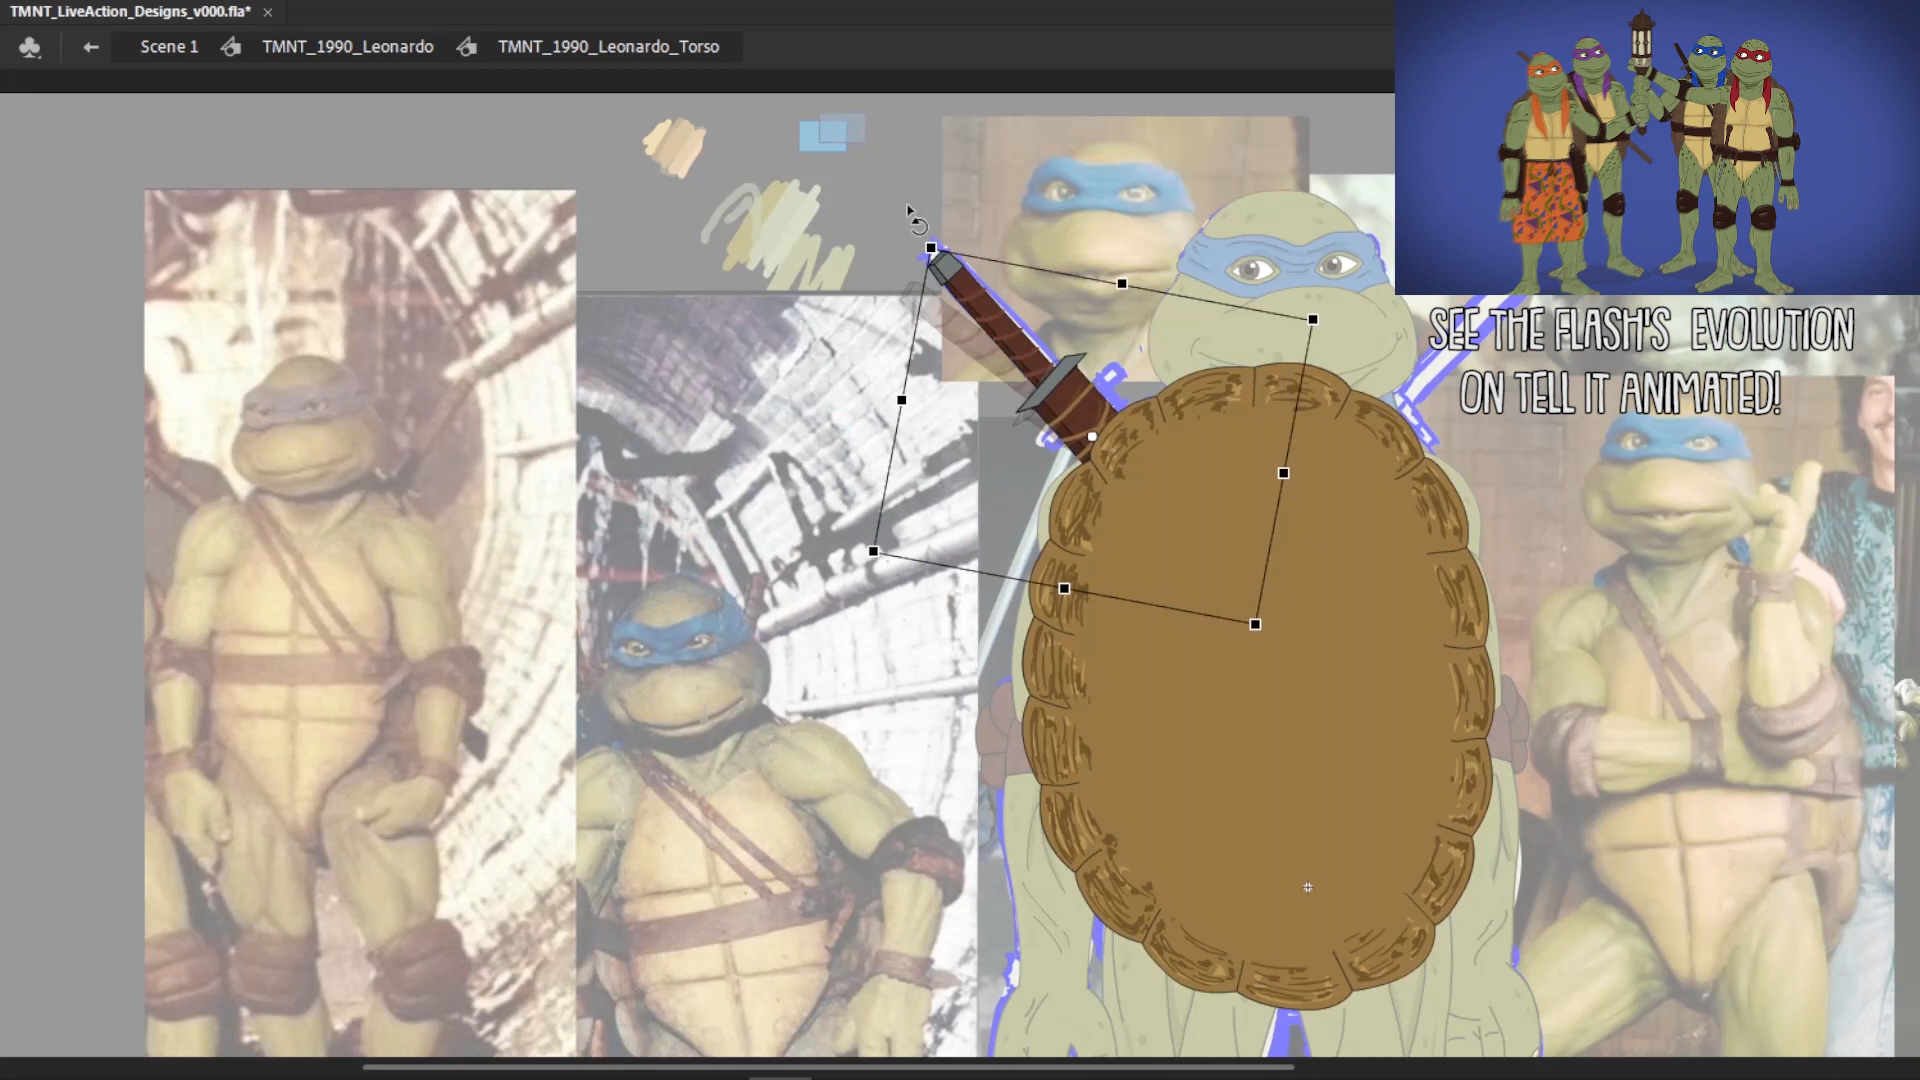 TMNT_LiveAction_Designs_v000.fla*
Scene 1
TMNT_1990_Leonardo
TMNT_1990_Leonardo_Torso
SEE THE FLASH'S EVOLUTION
ON TELL IT ANIMATED!